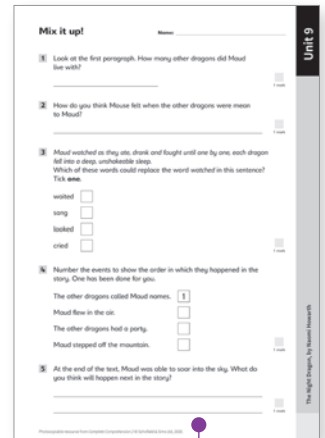 Mix it up!
Name:
Unit 9
1 Look at the first paragraph. How many other dragons did Maud
live with?
1 mark
2 How do you think Mouse felt when the other dragons were mean
to Maud?
1 mark
3 Maud watched as they ate, drank and fought until one by one, each dragon
fell into a deep, unshakeable sleep.
Which of these words could replace the word watched in this sentence?
Tick one.
waited
sang
looked
cried
1 mark
4 Number the events to show the order in which they happened in the
story. One has been done for you.
The other dragons called Maud names. 1
Maud flew in the air.
The other dragons had a party.
Maud stepped off the mountain.
1 mark
5 At the end of the text, Maud was able to soar into the sky. What do
you think will happen next in the story?
1 mark
The Night Dragon, by Naomi Howarth
Photocopiable resource from Complete Comprehension